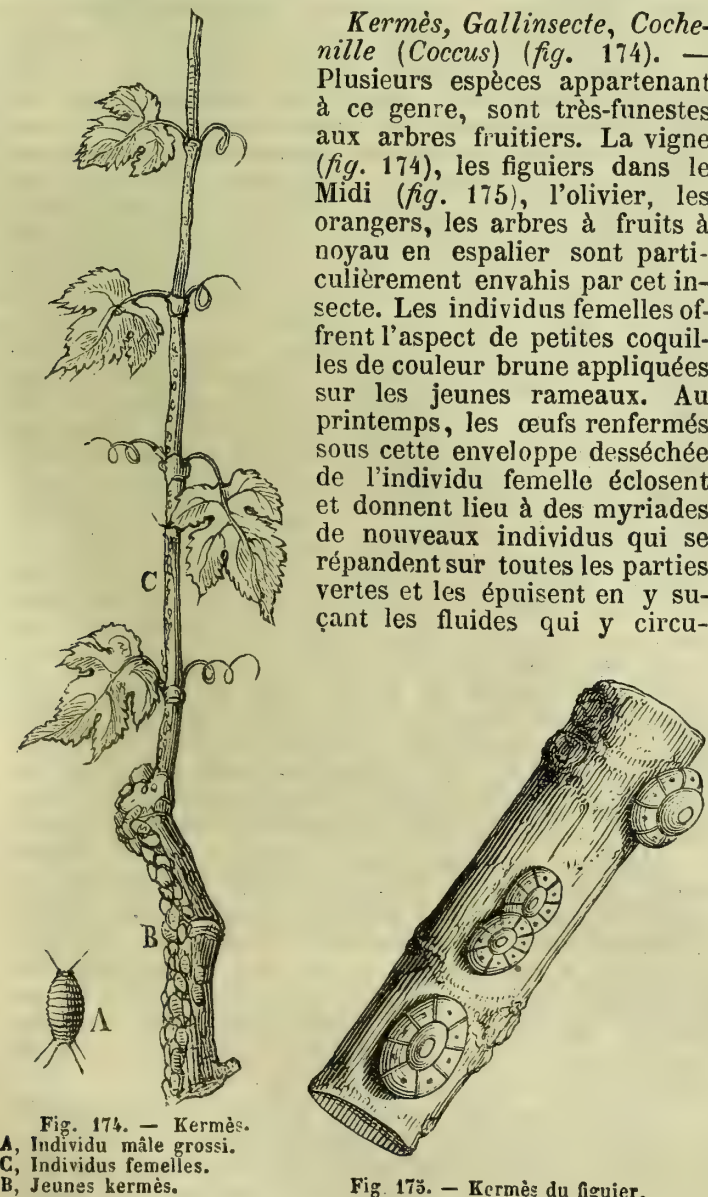 Kermès, Gallinsecte, Coche-
nille (Coccus) (fig. 174). —
Plusieurs espèces appartenant
à ce genre, sont très-funestes
aux arbres fruitiers. La vigne
(fig. 174), les figuiers dans le
Midi (fig. 175), l'olivier, les
orangers, les arbres à fruits à
noyau en espalier sont parti-
culièrement envahis par cet in-
secte. Les individus femelles of-
frent l'aspect de petites coquil-
les de couleur brune appliquées
sur les jeunes rameaux. Au
printemps, les œufs renfermés
sous cette enveloppe desséchée
de l'individu femelle éclosent
et donnent lieu à des myriades
de nouveaux individus qui se
répandent sur toutes les parties
vertes et les épuisent en y su-
çant les fluides qui y circu-
C
B
A
Fig. 174. — Kermès.
A, Individu mâle grossi.
C, Individus femelles.
B, Jeunes kermès.
Fig. 175. — Kermès du figuier.